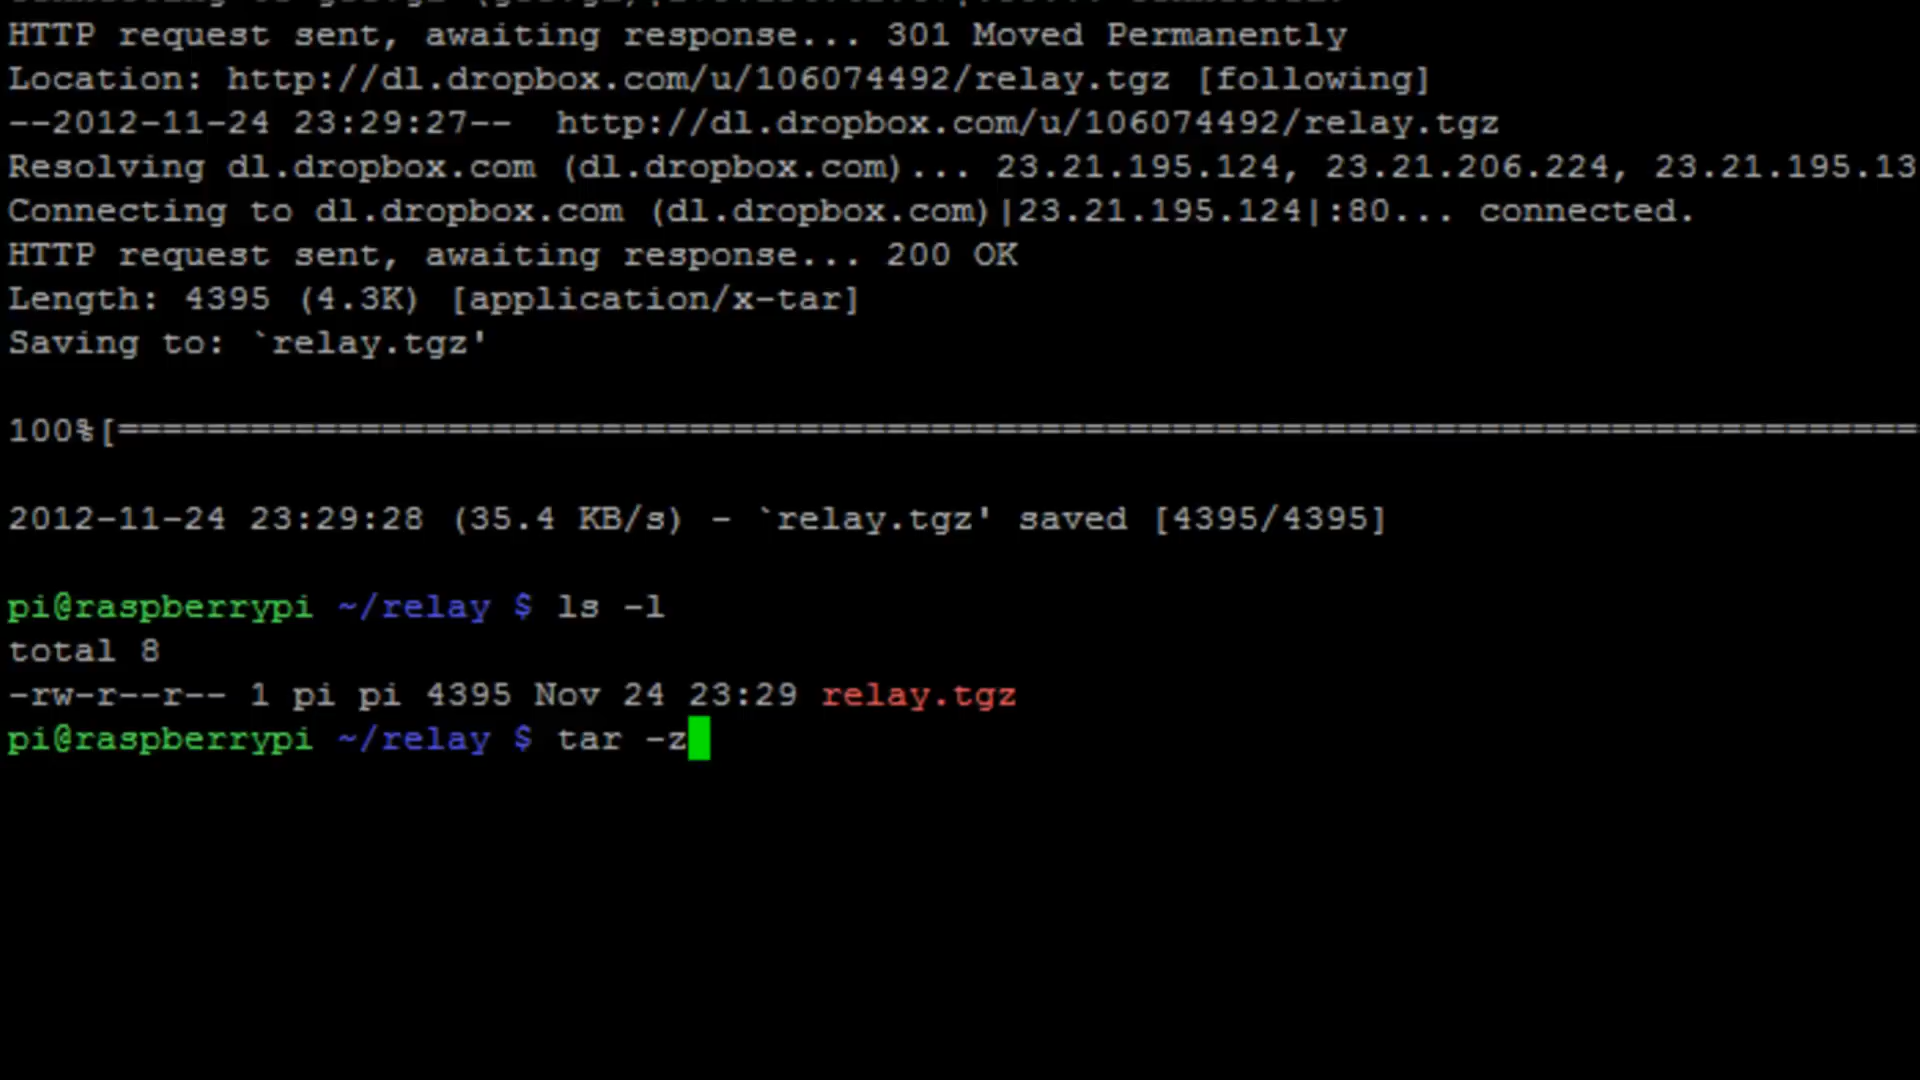 HTTP request sent, awaiting response... 301 Moved Permanently
Location: http://dl.dropbox.com/u/106074492/relay.tgz [following]
--2012-11-24 23:29:27--  http://dl.dropbox.com/u/106074492/relay.tgz
Resolving dl.dropbox.com (dl.dropbox.com)... 23.21.195.124, 23.21.206.224, 23.21.195.13
Connecting to dl.dropbox.com (dl.dropbox.com)|23.21.195.124|:80... connected.
HTTP request sent, awaiting response... 200 OK
Length: 4395 (4.3K) [application/x-tar]
Saving to: `relay.tgz'
100%[==================================================================================
2012-11-24 23:29:28 (35.4 KB/s) - `relay.tgz' saved [4395/4395]
pi@raspberrypi ~/relay $ ls -l
total 8
-rw-r--r-- 1 pi pi 4395 Nov 24 23:29 relay.tgz
pi@raspberrypi ~/relay $ tar -z